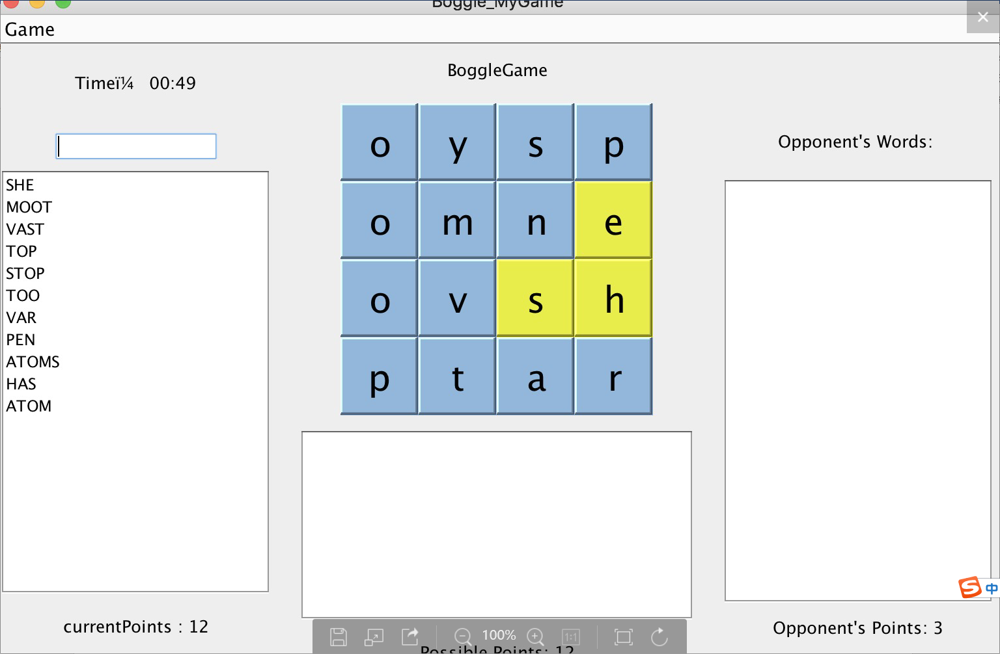 Boggle_MyGame
Game
BoggleGame
Timeï¼ 00:49
Opponent's Words:
o y s p
o m n e
o v s h
p t a r
SHE
MOOT
VAST
TOP
STOP
TOO
VAR
PEN
ATOMS
HAS
ATOM
currentPoints : 12
Opponent's Points: 3
100%
1:1
Possible Points: 12
S 中